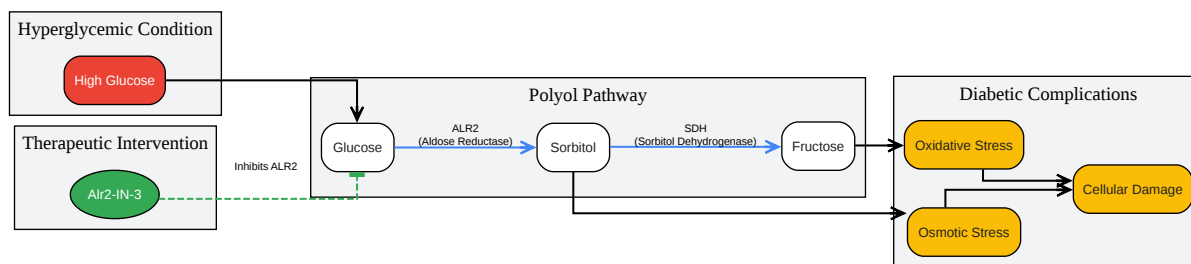 Hyperglycemic Condition
High Glucose
Therapeutic Intervention
Alr2-IN-3
Inhibits ALR2
Polyol Pathway
Glucose
ALR2
(Aldose Reductase)
Sorbitol
SDH
(Sorbitol Dehydrogenase)
Fructose
Diabetic Complications
Oxidative Stress
Cellular Damage
Osmotic Stress